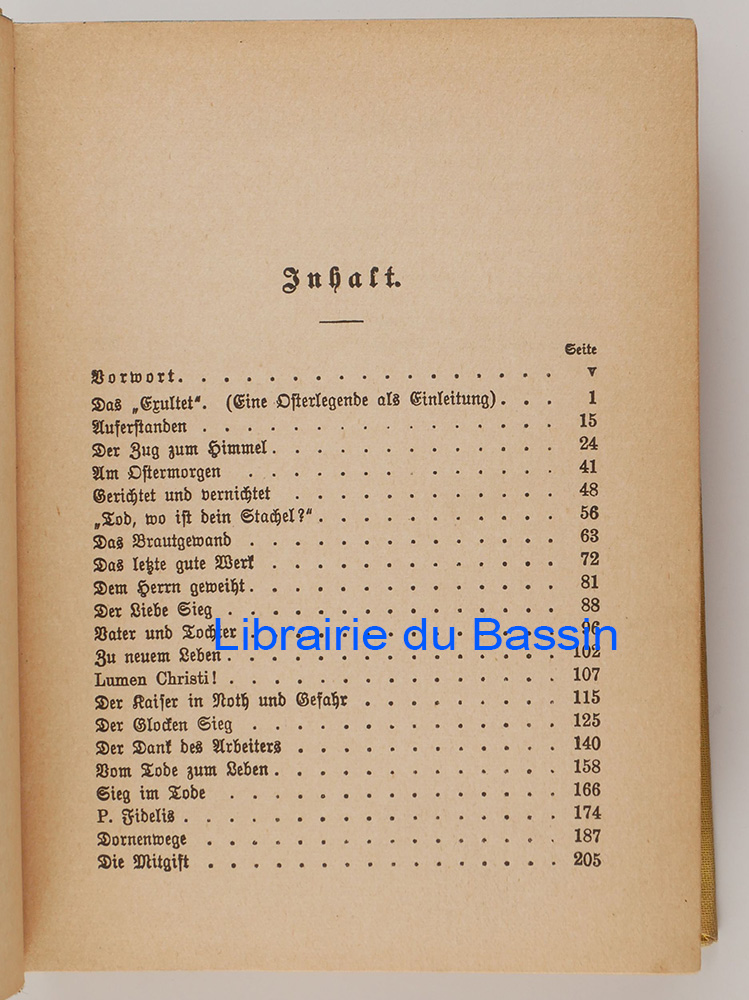 Inhalt.
Seite
Vorwort. . . . . . . . . . . . . . . . . V
Das „Exultet“. (Eine Osterlegende als Einleitung) . . . 1
Auferstanden . . . . . . . . . . . . . . . . 15
Der Zug zum Himmel. . . . . . . . . . . . . 24
Am Ostermorgen . . . . . . . . . . . . . . 41
Gerichtet und vernichtet . . . . . . . . . . . . 48
„Tod, wo ist dein Stachel?“. . . . . . . . . . . 56
Das Brautgewand . . . . . . . . . . . . . . 63
Das letzte gute Werk . . . . . . . . . . . . . 72
Dem Herrn geweiht. . . . . . . . . . . . . . 81
Der Liebe Sieg . . . . . . . . . . . . . . . 88
Vater und Tochter . . . . . . . . . . . . . . 96
Librairie du Bassin
Zu neuem Leben . . . . . . . . . . . . . . . 102
Lumen Christi! . . . . . . . . . . . . . . . 107
Der Kaiser in Noth und Gefahr . . . . . . . . . 115
Der Glocken Sieg . . . . . . . . . . . . . . 125
Der Dank des Arbeiters . . . . . . . . . . . . 140
Vom Tode zum Leben . . . . . . . . . . . . . 158
Sieg im Tode . . . . . . . . . . . . . . . 166
P. Fidelis . . . . . . . . . . . . . . . . . 174
Dornenwege . . . . . . . . . . . . . . . . 187
Die Mitgift . . . . . . . . . . . . . . . . 205